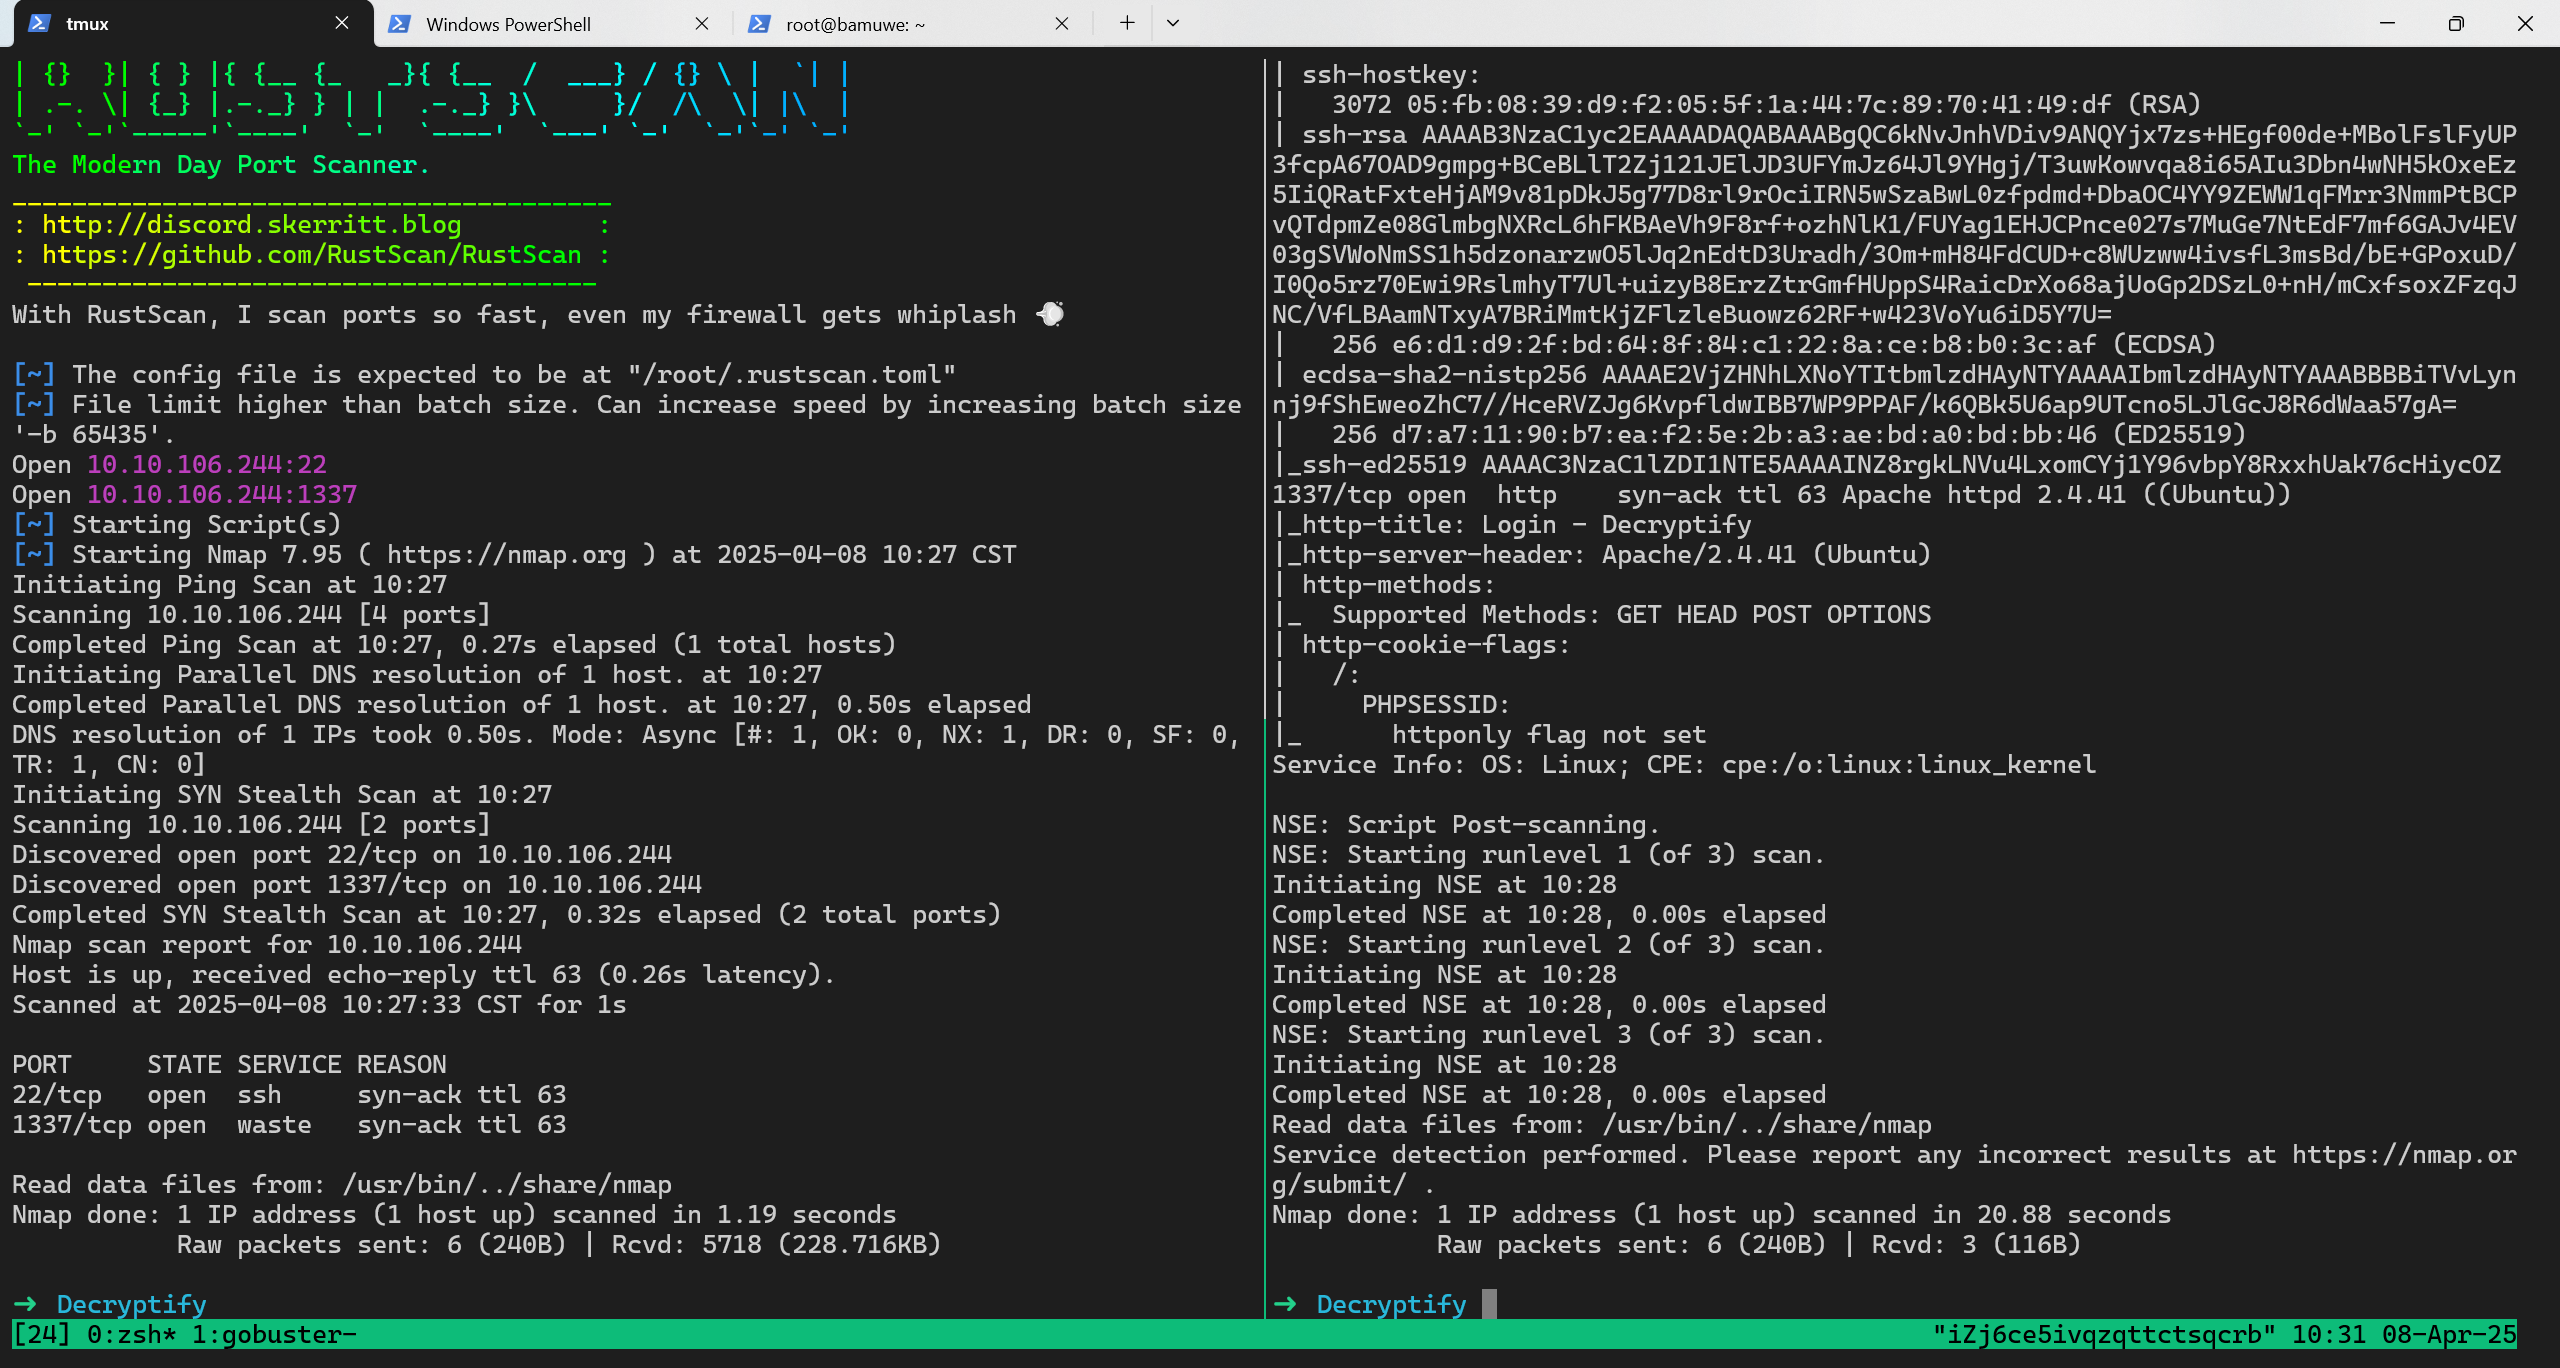 tmux
Windows PowerShell
root@bamuwe: ~
| {}  }| { } |{ {__ {_   _}{ {__  /  ___} / {} \ |  `| |
| .-. \| {_} |.-._} } | |  .-._} }\     }/  /\  \| |\  |
`-' `-'`-----'`----'  `-'  `----'  `---' `-'  `-'`-' `-'
The Modern Day Port Scanner.
________________________________________
: http://discord.skerritt.blog         :
: https://github.com/RustScan/RustScan :
--------------------------------------
With RustScan, I scan ports so fast, even my firewall gets whiplash 💨
[~] The config file is expected to be at "/root/.rustscan.toml"
[~] File limit higher than batch size. Can increase speed by increasing batch size
'-b 65435'.
Open 10.10.106.244:22
Open 10.10.106.244:1337
[~] Starting Script(s)
[~] Starting Nmap 7.95 ( https://nmap.org ) at 2025-04-08 10:27 CST
Initiating Ping Scan at 10:27
Scanning 10.10.106.244 [4 ports]
Completed Ping Scan at 10:27, 0.27s elapsed (1 total hosts)
Initiating Parallel DNS resolution of 1 host. at 10:27
Completed Parallel DNS resolution of 1 host. at 10:27, 0.50s elapsed
DNS resolution of 1 IPs took 0.50s. Mode: Async [#: 1, OK: 0, NX: 1, DR: 0, SF: 0,
TR: 1, CN: 0]
Initiating SYN Stealth Scan at 10:27
Scanning 10.10.106.244 [2 ports]
Discovered open port 22/tcp on 10.10.106.244
Discovered open port 1337/tcp on 10.10.106.244
Completed SYN Stealth Scan at 10:27, 0.32s elapsed (2 total ports)
Nmap scan report for 10.10.106.244
Host is up, received echo-reply ttl 63 (0.26s latency).
Scanned at 2025-04-08 10:27:33 CST for 1s
PORT     STATE SERVICE REASON
22/tcp   open  ssh     syn-ack ttl 63
1337/tcp open  waste   syn-ack ttl 63
Read data files from: /usr/bin/../share/nmap
Nmap done: 1 IP address (1 host up) scanned in 1.19 seconds
Raw packets sent: 6 (240B) | Rcvd: 5718 (228.716KB)
➜ Decryptify
| ssh-hostkey:
|   3072 05:fb:08:39:d9:f2:05:5f:1a:44:7c:89:70:41:49:df (RSA)
| ssh-rsa AAAAB3NzaC1yc2EAAAADAQABAAABgQC6kNvJnhVDiv9ANQYjx7zs+HEgf00de+MBolFslFyUP
3fcpA67OAD9gmpg+BCeBLlT2Zj121JElJD3UFYmJz64Jl9YHgj/T3uwKowvqa8i65AIu3Dbn4wNH5kOxeEz
5IiQRatFxteHjAM9v81pDkJ5g77D8rl9rOciIRN5wSzaBwL0zfpdmd+DbaOC4YY9ZEWW1qFMrr3NmmPtBCP
vQTdpmZe08GlmbgNXRcL6hFKBAeVh9F8rf+ozhNlK1/FUYag1EHJCPnce027s7MuGe7NtEdF7mf6GAJv4EV
03gSVWoNmSS1h5dzonarzwO5lJq2nEdtD3Uradh/3Om+mH84FdCUD+c8WUzww4ivsfL3msBd/bE+GPoxuD/
I0Qo5rz70Ewi9RslmhyT7Ul+uizyB8ErzZtrGmfHUppS4RaicDrXo68ajUoGp2DSzL0+nH/mCxfsoxZFzqJ
NC/VfLBAamNTxyA7BRiMmtKjZFlzleBuowz62RF+w423VoYu6iD5Y7U=
|   256 e6:d1:d9:2f:bd:64:8f:84:c1:22:8a:ce:b8:b0:3c:af (ECDSA)
| ecdsa-sha2-nistp256 AAAAE2VjZHNhLXNoYTItbmlzdHAyNTYAAAAIbmlzdHAyNTYAAABBBBiTVvLyn
nj9fShEweoZhC7//HceRVZJg6KvpfldwIBB7WP9PPAF/k6QBk5U6ap9UTcno5LJlGcJ8R6dWaa57gA=
|   256 d7:a7:11:90:b7:ea:f2:5e:2b:a3:ae:bd:a0:bd:bb:46 (ED25519)
|_ssh-ed25519 AAAAC3NzaC1lZDI1NTE5AAAAINZ8rgkLNVu4LxomCYj1Y96vbpY8RxxhUak76cHiycOZ
1337/tcp open  http    syn-ack ttl 63 Apache httpd 2.4.41 ((Ubuntu))
|_http-title: Login - Decryptify
|_http-server-header: Apache/2.4.41 (Ubuntu)
| http-methods:
|_  Supported Methods: GET HEAD POST OPTIONS
| http-cookie-flags:
|   /:
|     PHPSESSID:
|_      httponly flag not set
Service Info: OS: Linux; CPE: cpe:/o:linux:linux_kernel
NSE: Script Post-scanning.
NSE: Starting runlevel 1 (of 3) scan.
Initiating NSE at 10:28
Completed NSE at 10:28, 0.00s elapsed
NSE: Starting runlevel 2 (of 3) scan.
Initiating NSE at 10:28
Completed NSE at 10:28, 0.00s elapsed
NSE: Starting runlevel 3 (of 3) scan.
Initiating NSE at 10:28
Completed NSE at 10:28, 0.00s elapsed
Read data files from: /usr/bin/../share/nmap
Service detection performed. Please report any incorrect results at https://nmap.or
g/submit/ .
Nmap done: 1 IP address (1 host up) scanned in 20.88 seconds
Raw packets sent: 6 (240B) | Rcvd: 3 (116B)
➜ Decryptify
[24] 0:zsh* 1:gobuster- "iZj6ce5ivqzqttctsqcrb" 10:31 08-Apr-25